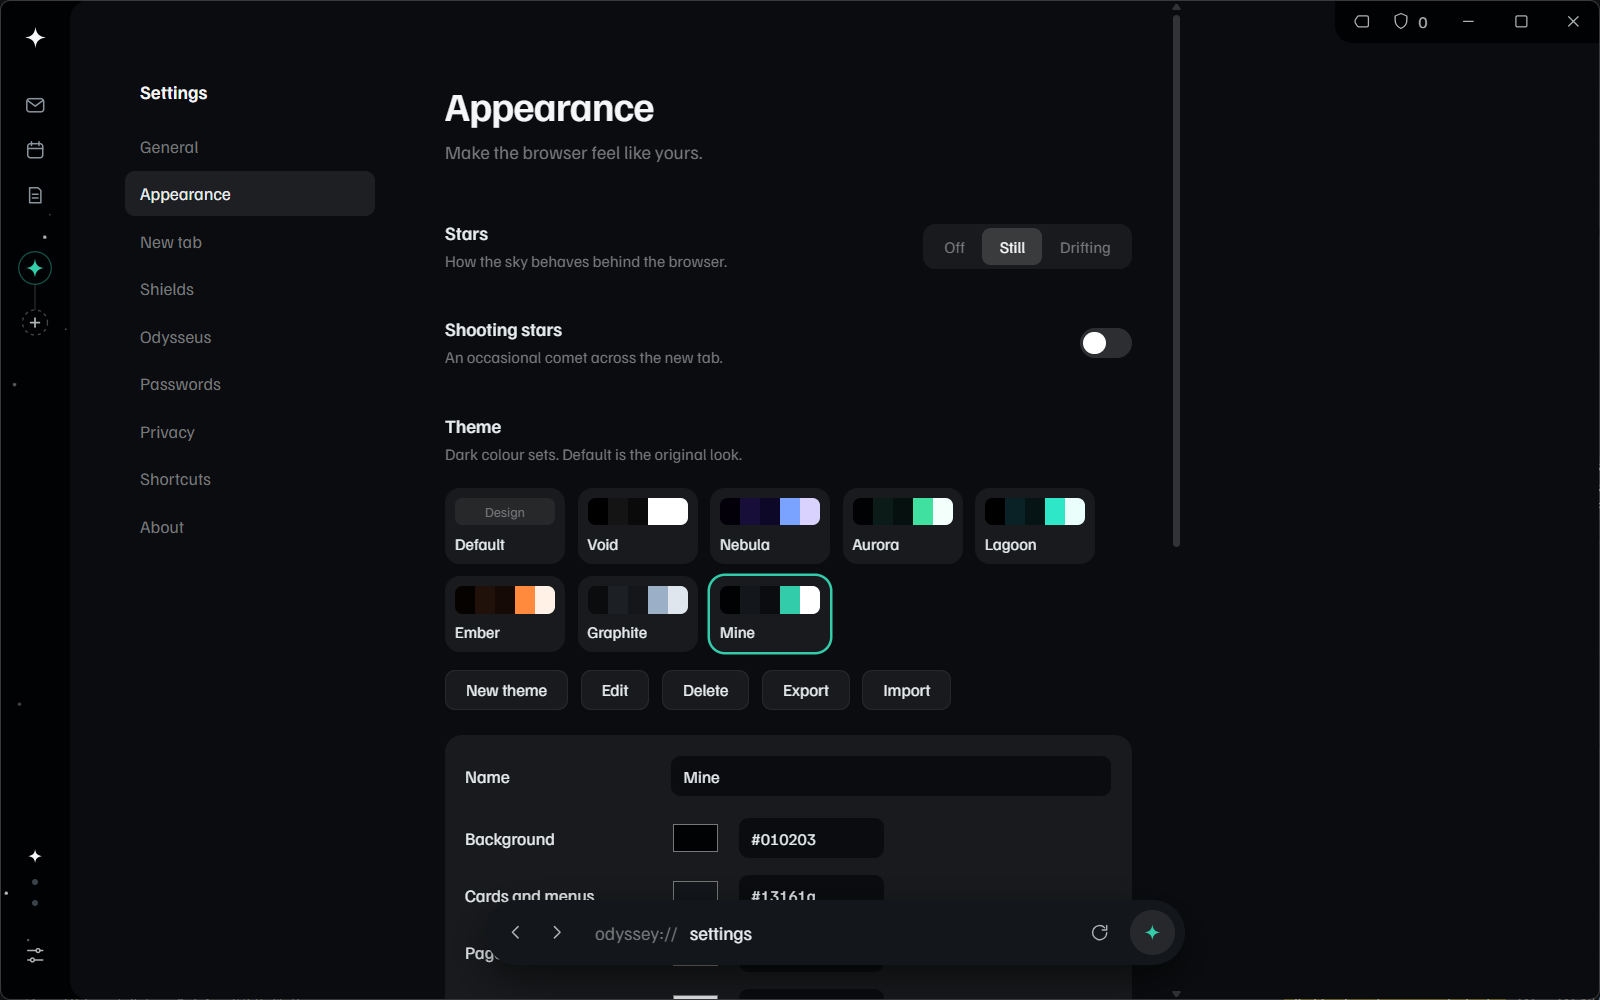 0
Settings
General
Appearance
New tab
Shields
Odysseus
Passwords
Privacy
Shortcuts
About
Appearance
Make the browser feel like yours.
Stars
How the sky behaves behind the browser.
Off
Still
Drifting
Shooting stars
An occasional comet across the new tab.
Theme
Dark colour sets. Default is the original look.
Design
Default
Void
Nebula
Aurora
Lagoon
Ember
Graphite
Mine
New theme
Edit
Delete
Export
Import
Name
Mine
Background
#010203
Cards and menus
#13161a
odyssey:// settings